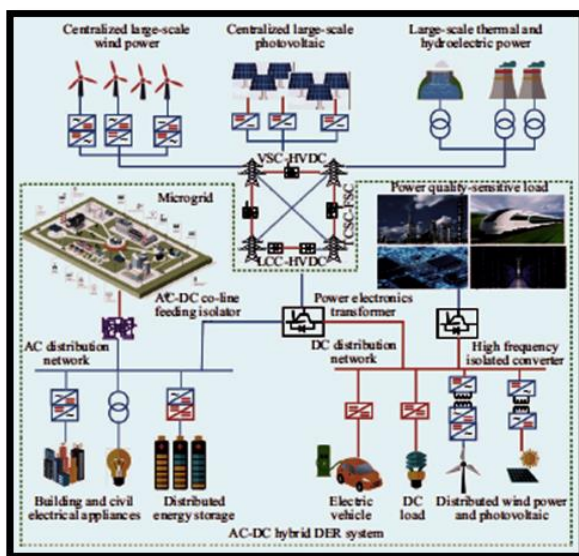 Centralized large-scale
wind power
Centralized large-scale
photovoltaic
Large-scale thermal and
hydroelectric power
VSC-HVDC
TCSC-FSC
LCC-HVDC
Microgrid
Power quality-sensitive load
AC-DC co-line
feeding isolator
Power electronics
transformer
AC distribution
network
DC distribution
network
High frequency
isolated converter
Building and civil
electrical appliances
Distributed
energy storage
Electric
vehicle
DC
load
Distributed wind power
and photovoltaic
AC-DC hybrid DER system